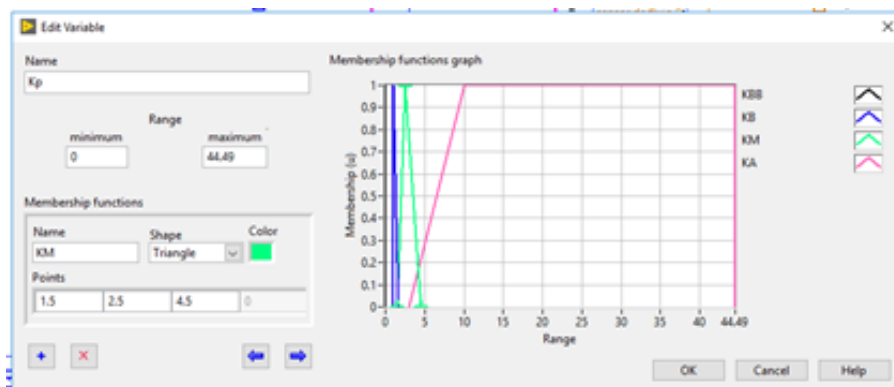 Edit Variable
Name
Kp
Range
minimum maximum
0 44.49
Membership functions
Name Shape Color
KM Triangle
Points
1.5 2.5 4.5 0
Membership functions graph
Membership (u)
1
0.9
0.8
0.7
0.6
0.5
0.4
0.3
0.2
0.1
0
0 5 10 15 20 25 30 35 40 44.49
Range
KBB
KB
KM
KA
OK Cancel Help